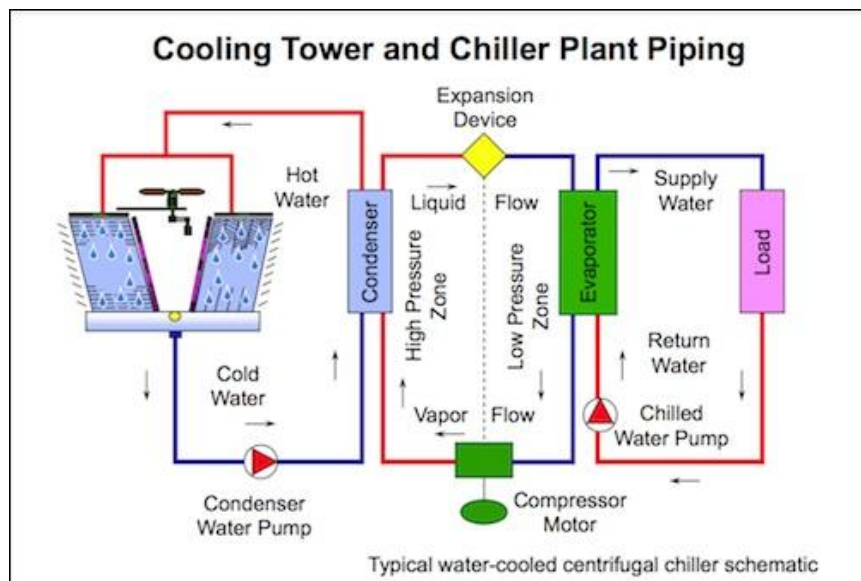 Cooling Tower and Chiller Plant Piping
Expansion
Device
Hot
Water
Liquid
Flow
Supply
Water
Condenser
High Pressure
Zone
Low Pressure
Zone
Evaporator
Load
Cold
Water
Return
Water
Vapor
Flow
Chilled
Water Pump
Condenser
Water Pump
Compressor
Motor
Typical water-cooled centrifugal chiller schematic